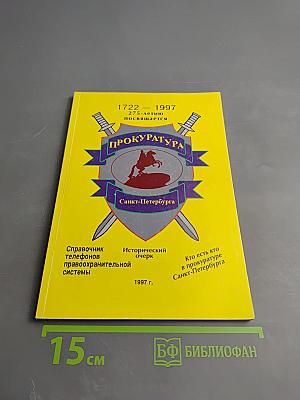 1722 — 1997
275-летию
посвящается
ПРОКУРАТУРА
Санкт-Петербурга
Справочник
телефонов
правоохранительной
системы
Исторический
очерк
1997 г.
Кто есть кто
в прокуратуре
Санкт-Петербурга
15 см
БФ БИБЛИОФАН